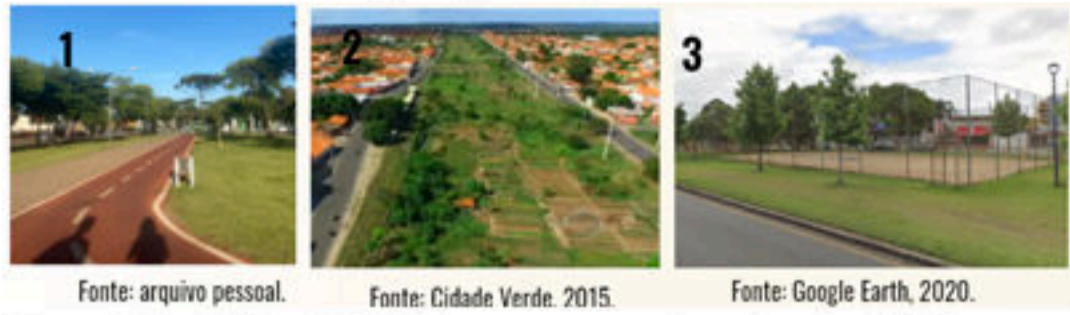 1
2
3
Fonte: arquivo pessoal.
Fonte: Cidade Verde, 2015.
Fonte: Google Earth, 2020.